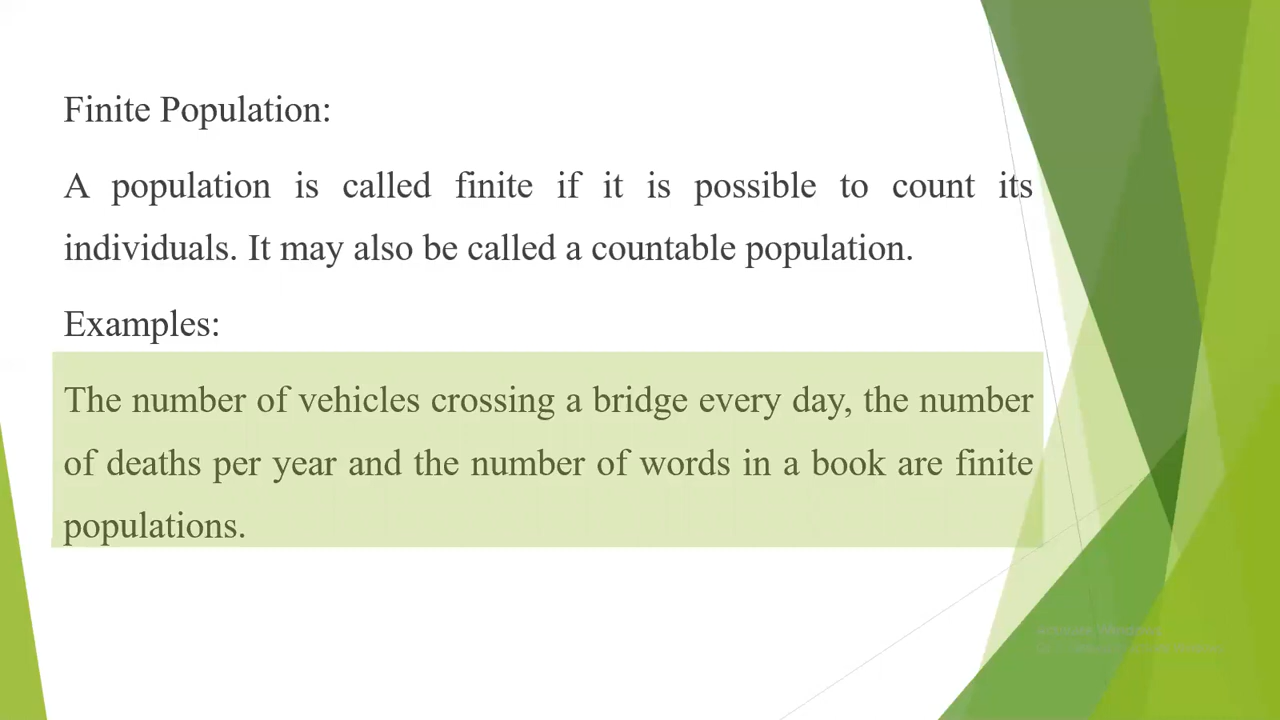 Finite Population:
A population is called finite if it is possible to count its
individuals. It may also be called a countable population.
Examples:
The number of vehicles crossing a bridge every day, the number
of deaths per year and the number of words in a book are finite
populations.